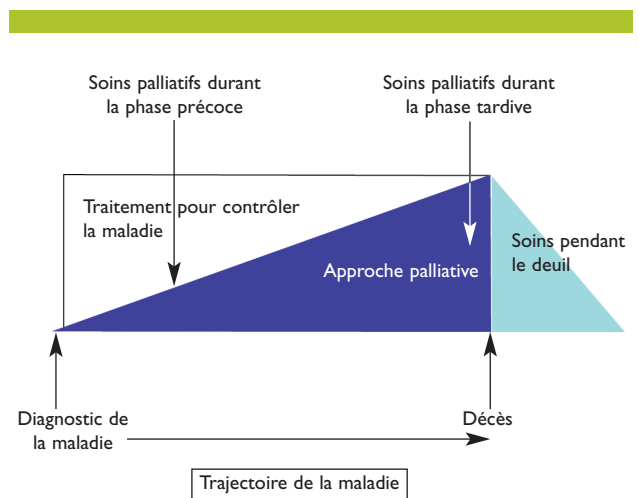 Soins palliatifs durant
la phase précoce
Soins palliatifs durant
la phase tardive
Traitement pour contrôler
la maladie
Approche palliative
Soins pendant
le deuil
Diagnostic de
la maladie
Décès
Trajectoire de la maladie